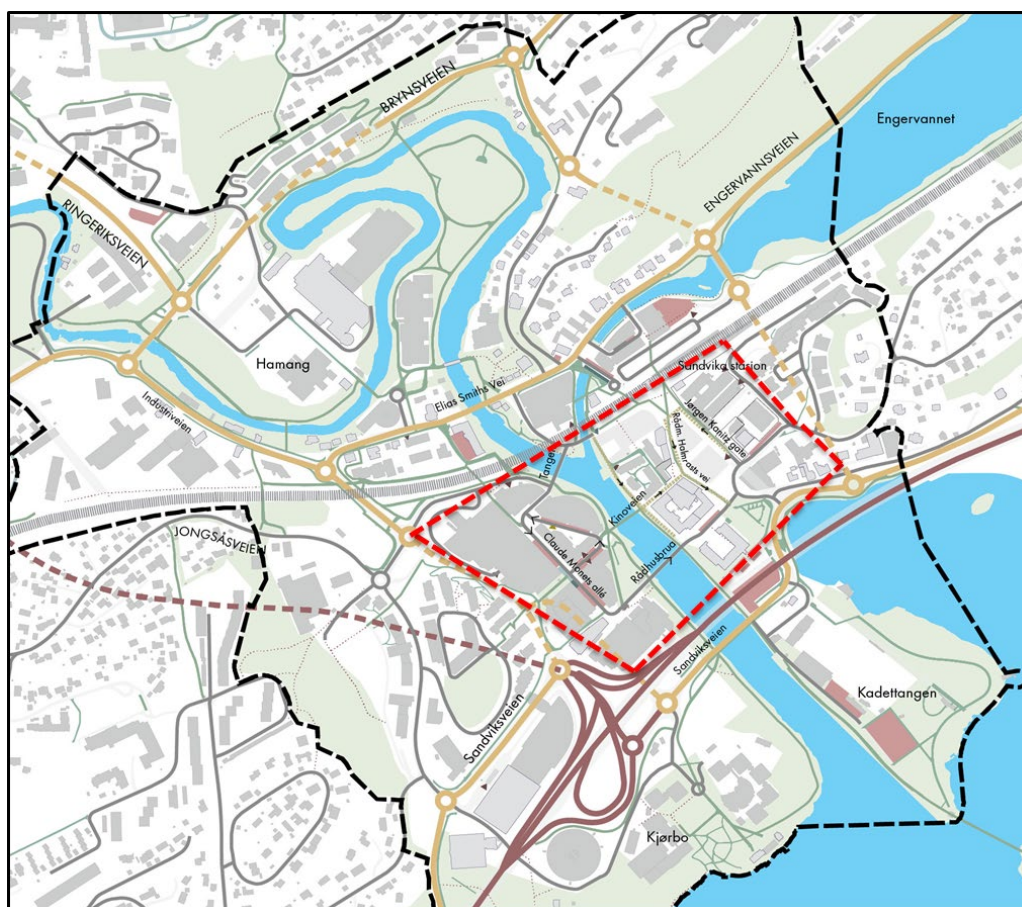 Engervannet
BRYNSVEIEN
ENGERVANNSVEIEN
RINGERIKSVEIEN
Hamang
Elias Smiths Vei
Sandvika stasjon
Industriveien
Jørgen Kanitz gate
Rådm Halmrasts vei
Tangen
Kinoveien
JONGSÅSVEIEN
Claude Monets allé
Rådhusbrua
Sandviksveien
Kadettangen
Sandviksveien
Kjørbo